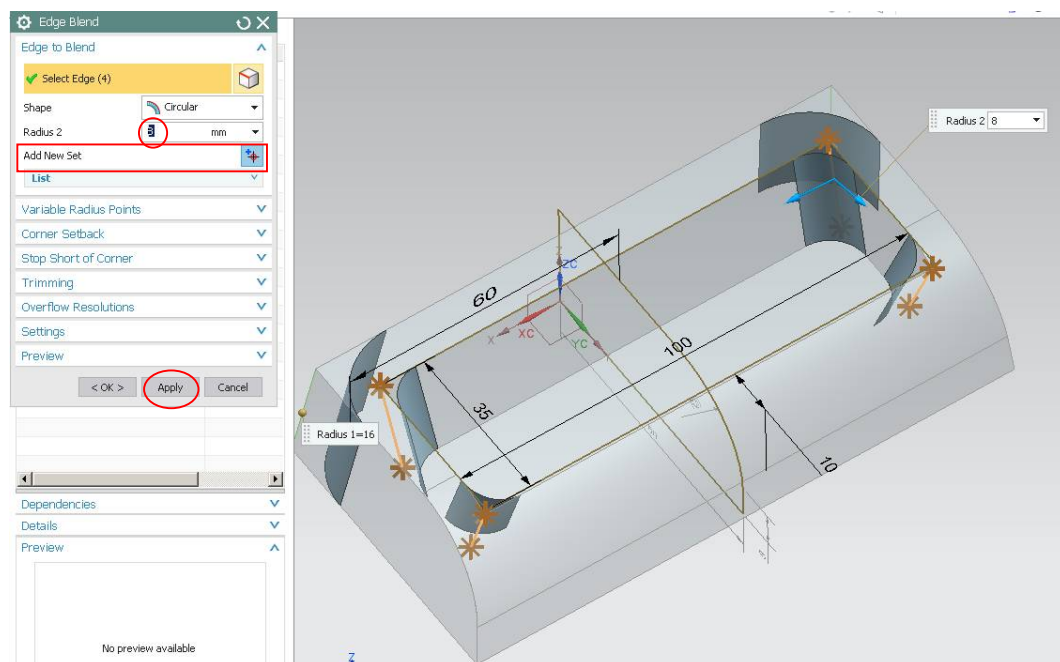 Edge Blend
Edge to Blend
Select Edge (4)
Shape Circular
Radius 2 8 mm
Add New Set
List
Variable Radius Points
Corner Setback
Stop Short of Corner
Trimming
Overflow Resolutions
Settings
Preview
< OK > Apply Cancel
Dependencies
Details
Preview
No preview available
Radius 2 8
Radius 1=16
60
100
35
10
ZC
XC
YC
X
Z